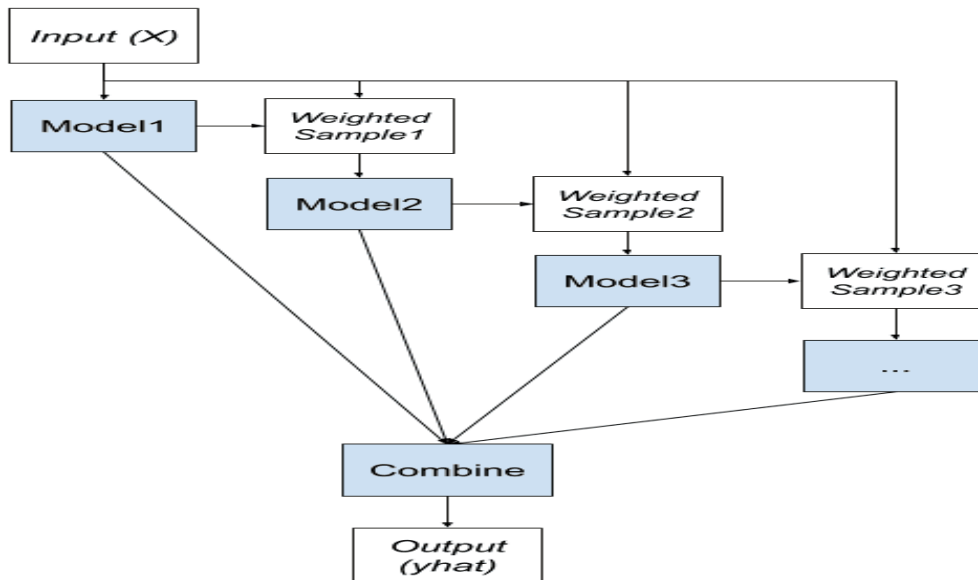 Input (X)
Model1
Weighted
Sample1
Model2
Weighted
Sample2
Model3
Weighted
Sample3
...
Combine
Output
(yhat)